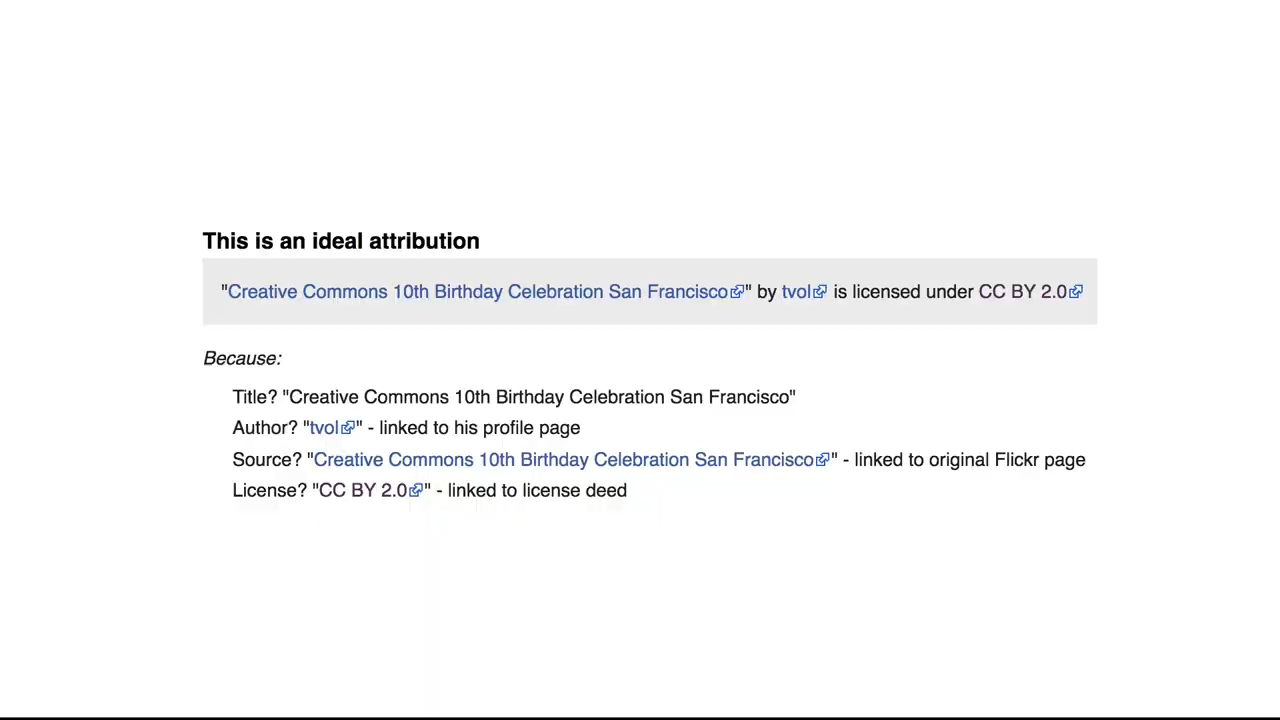 This is an ideal attribution
"Creative Commons 10th Birthday Celebration San Francisco" by tvol is licensed under CC BY 2.0
Because:
Title? "Creative Commons 10th Birthday Celebration San Francisco"
Author? "tvol" - linked to his profile page
Source? "Creative Commons 10th Birthday Celebration San Francisco" - linked to original Flickr page
License? "CC BY 2.0" - linked to license deed